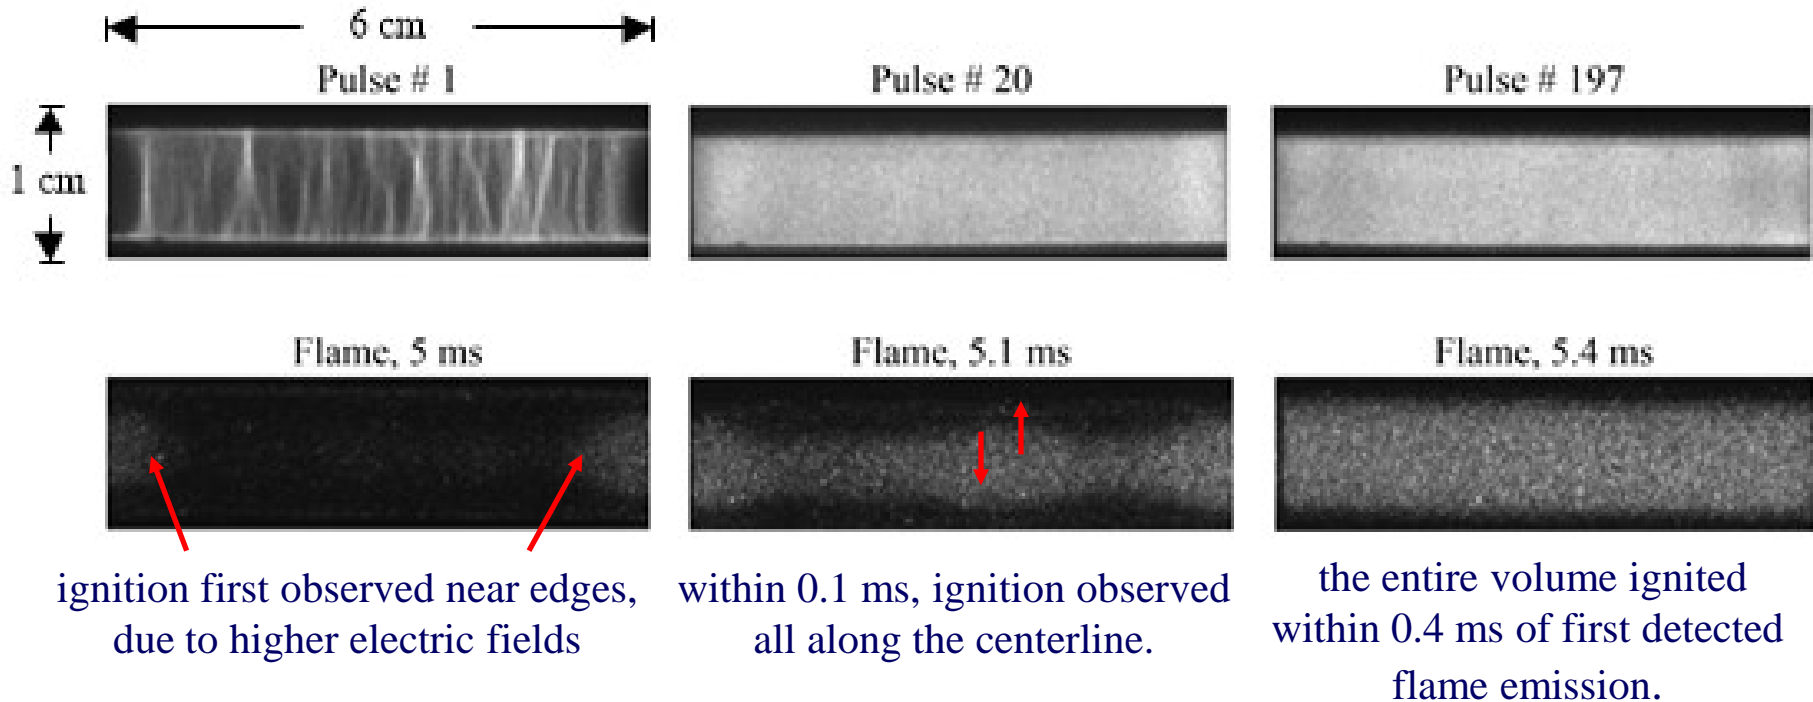 6 cm
Pulse # 1
Pulse # 20
Pulse # 197
1 cm
Flame, 5 ms
Flame, 5.1 ms
Flame, 5.4 ms
ignition first observed near edges,
due to higher electric fields
within 0.1 ms, ignition observed
all along the centerline.
the entire volume ignited
within 0.4 ms of first detected
flame emission.